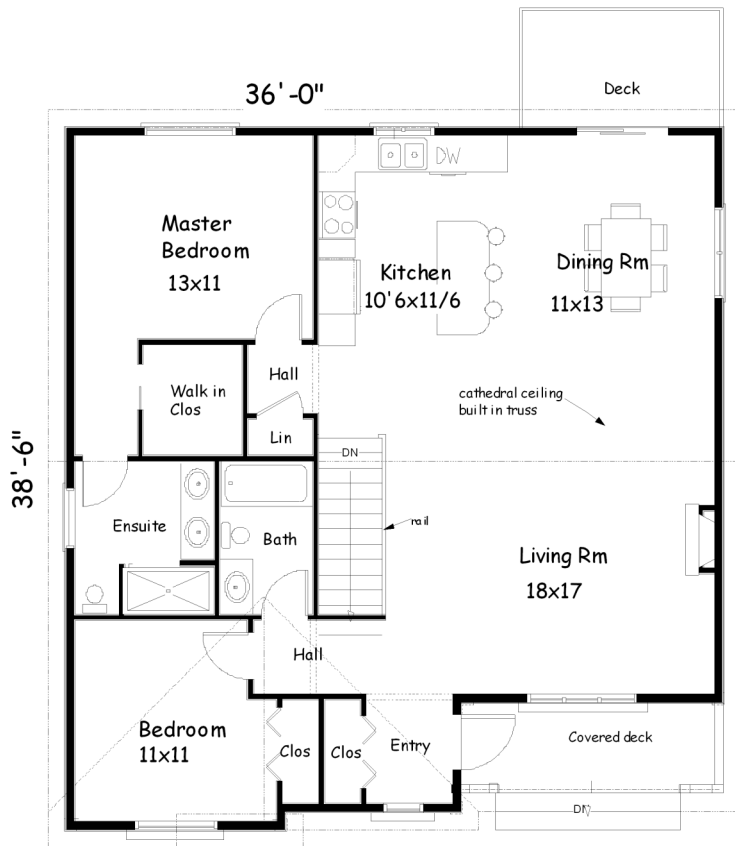 Deck
36'-0"
DW
Master
Bedroom
13x11
Kitchen
10'6x11/6
Dining Rm
11x13
Hall
Walk in
Clos
cathedral ceiling
built in truss
Lin
DN
38'-6"
Ensuite
Bath
rail
Living Rm
18x17
Hall
Bedroom
11x11
Clos
Clos
Entry
Covered deck
DN